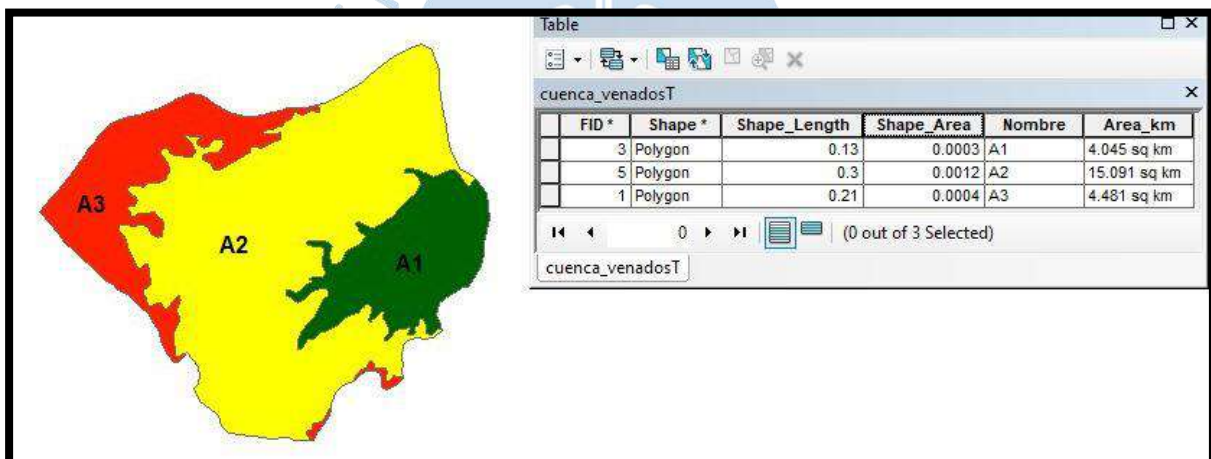 A3
A2
A1
Table
cuenca_venadosT
FID * Shape * Shape_Length Shape_Area Nombre Area_km
3 Polygon 0.13 0.0003 A1 4.045 sq km
5 Polygon 0.3 0.0012 A2 15.091 sq km
1 Polygon 0.21 0.0004 A3 4.481 sq km
0 (0 out of 3 Selected)
cuenca_venadosT